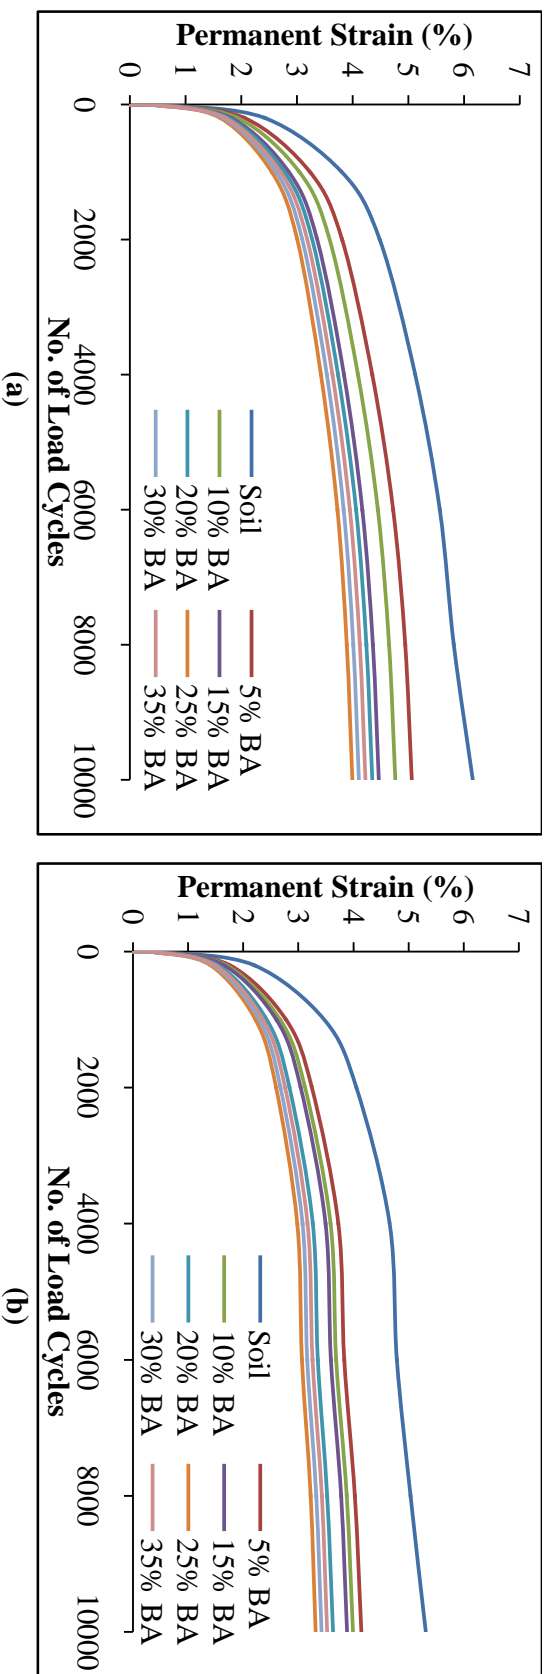 Permanent Strain (%)
7
6
5
4
3
2
1
0
0 2000 4000 6000 8000 10000
No. of Load Cycles
Soil 5% BA
10% BA 15% BA
20% BA 25% BA
30% BA 35% BA
(a)
Permanent Strain (%)
7
6
5
4
3
2
1
0
0 2000 4000 6000 8000 10000
No. of Load Cycles
Soil 5% BA
10% BA 15% BA
20% BA 25% BA
30% BA 35% BA
(b)